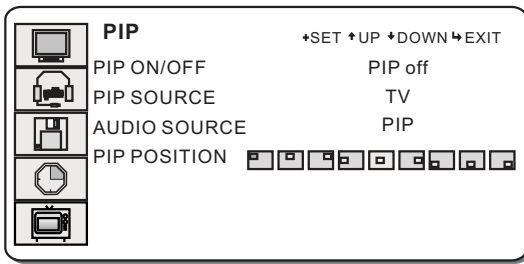 PIP
+SET ↑UP ↓DOWN ↵EXIT
PIP ON/OFF PIP off
PIP SOURCE TV
AUDIO SOURCE PIP
PIP POSITION